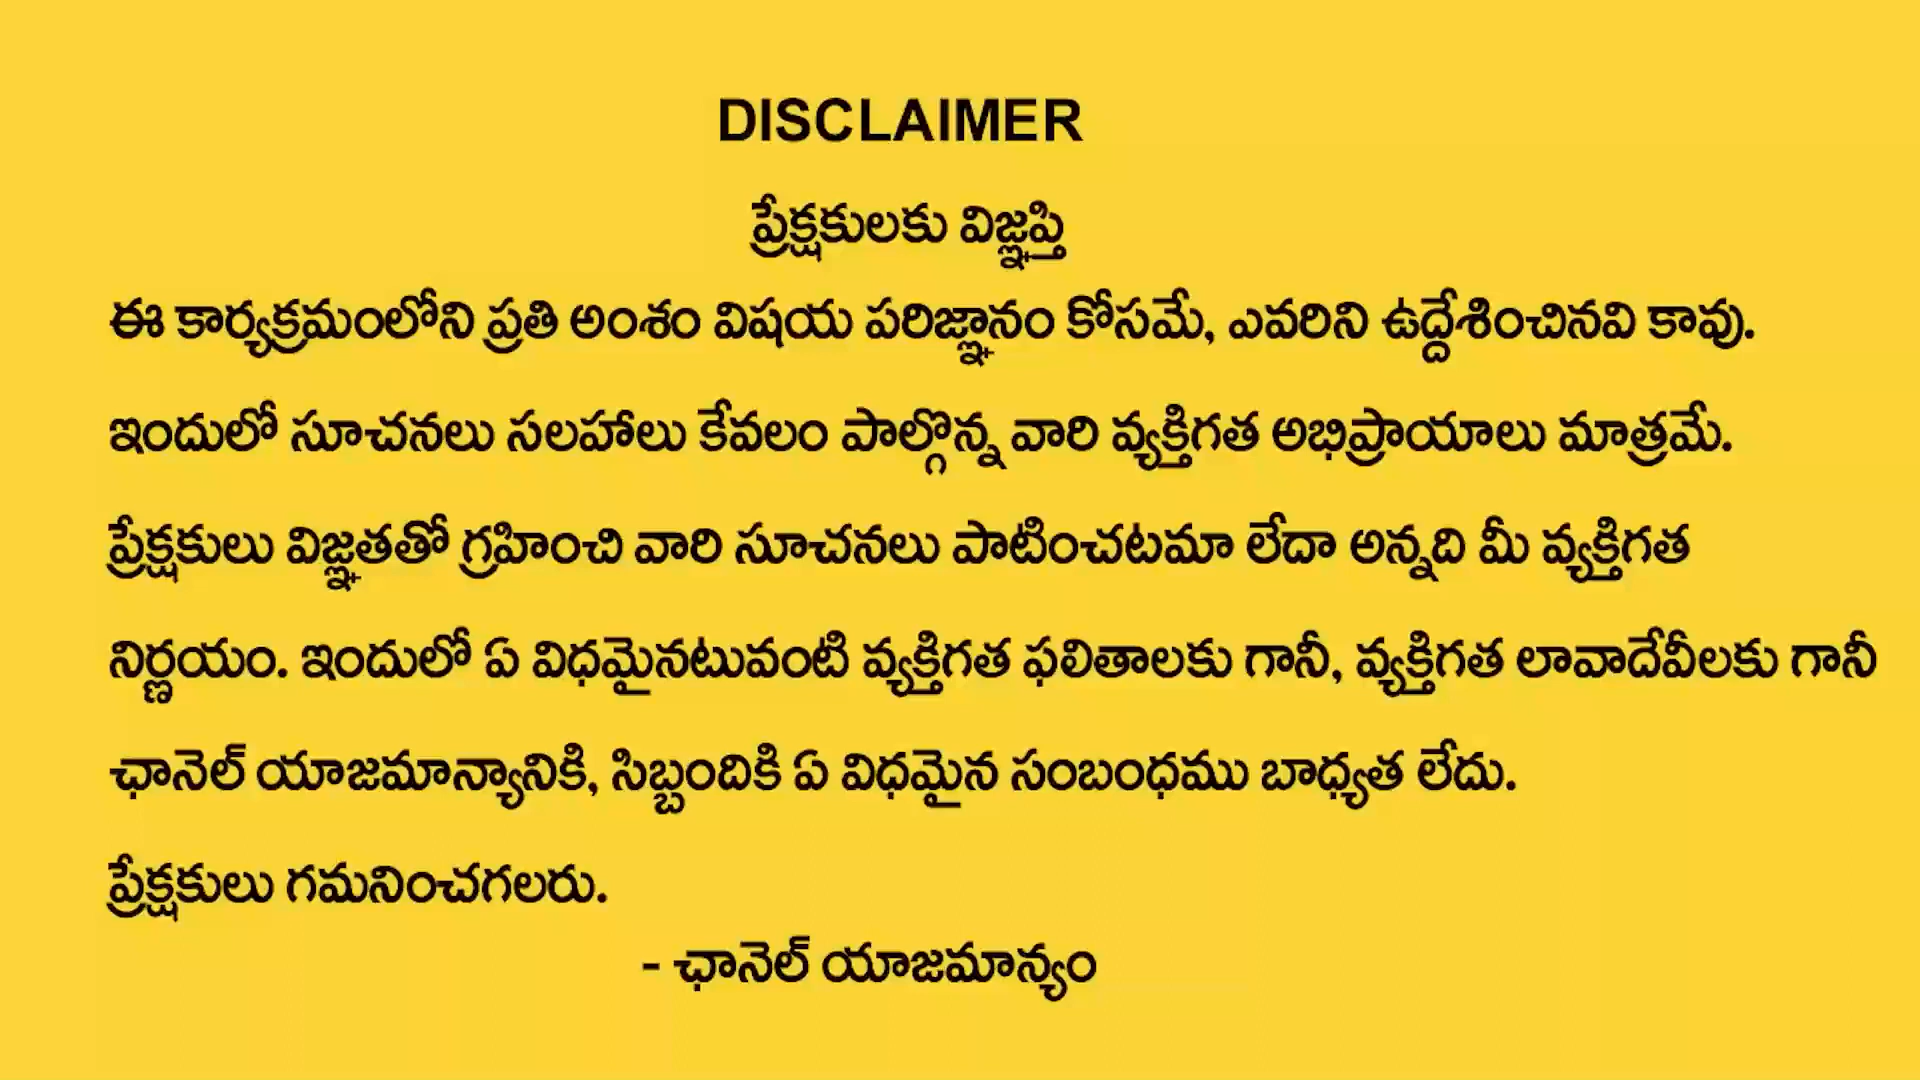 DISCLAIMER
ప్రేక్షకులకు విజ్ఞప్తి
ఈ కార్యక్రమంలోని ప్రతి అంశం విషయ పరిజ్ఞానం కోసమే, ఎవరిని ఉద్దేశించినవి కావు.
ఇందులో సూచనలు సలహాలు కేవలం పాల్గొన్న వారి వ్యక్తిగత అభిప్రాయాలు మాత్రమే.
ప్రేక్షకులు విజ్ఞతతో గ్రహించి వారి సూచనలు పాటించటమా లేదా అన్నది మీ వ్యక్తిగత
నిర్ణయం. ఇందులో ఏ విధమైనటువంటి వ్యక్తిగత ఫలితాలకు గానీ, వ్యక్తిగత లావాదేవీలకు గానీ
ఛానెల్ యాజమాన్యానికి, సిబ్బందికి ఏ విధమైన సంబంధము బాధ్యత లేదు.
ప్రేక్షకులు గమనించగలరు.
- ఛానెల్ యాజమాన్యం